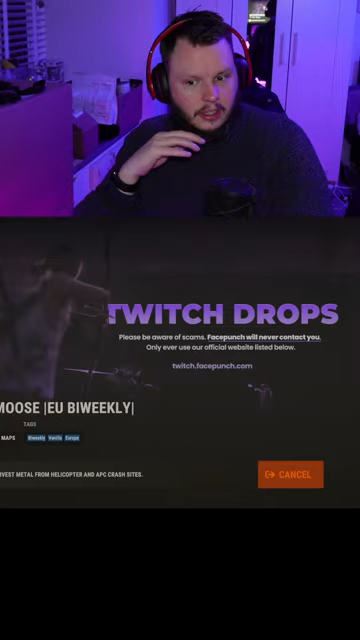 TWITCH DROPS
Please be aware of scams. Facepunch will never contact you.
Only ever use our official website listed below.
twitch.facepunch.com
MOOSE |EU BIWEEKLY|
TAGS
MAPS
Biweekly Vanilla Europe
METAL FROM HELICOPTER AND APC CRASH SITES.
CANCEL